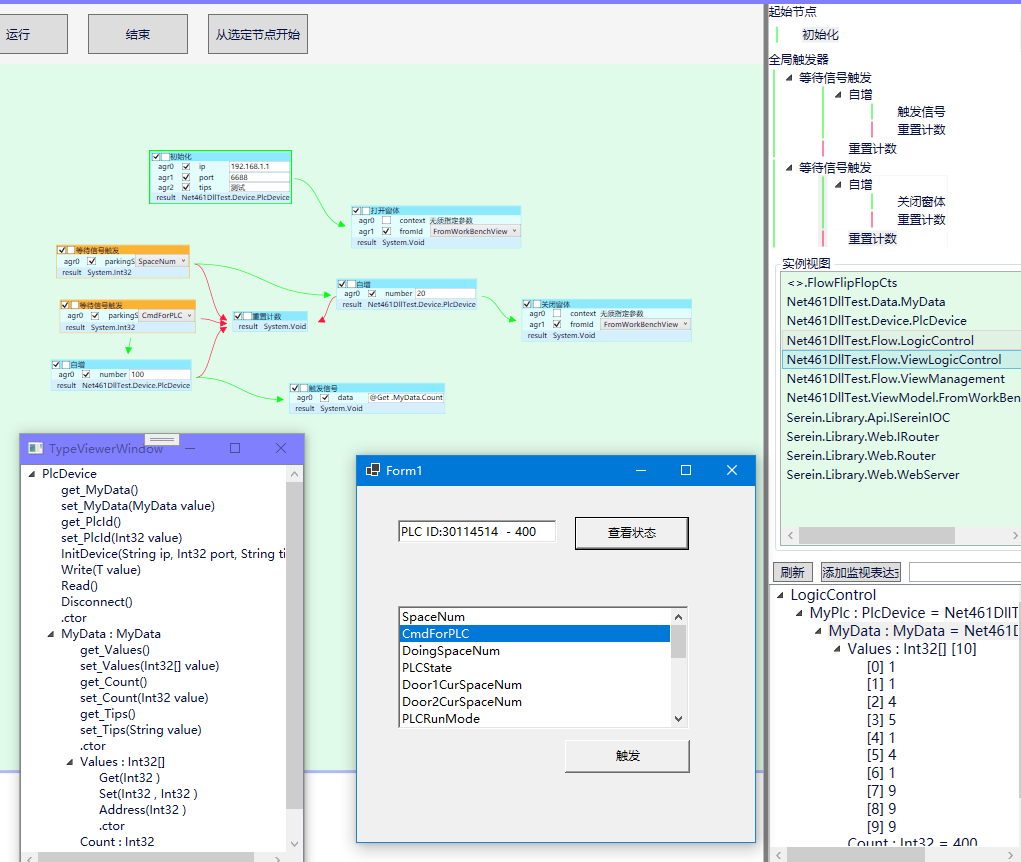 运行
结束
从选定节点开始
初始化
agr0 ip 192.168.1.1
agr1 port 6688
agr2 tips 测试
result Net461DllTest.Device.PlcDevice
打开窗体
agr0 context 无须指定参数
agr1 fromId FromWorkBenchView
result System.Void
等待信号触发
agr0 parkingS SpaceNum
result System.Int32
自增
agr0 number 20
result Net461DllTest.Device.PlcDevice
等待信号触发
agr0 parkingS CmdForPLC
result System.Int32
重置计数
result System.Void
关闭窗体
agr0 context 无须指定参数
agr1 fromId FromWorkBenchView
result System.Void
自增
agr0 number 100
result Net461DllTest.Device.PlcDevice
触发信号
agr0 data @Get .MyData.Count
result System.Void
TypeViewerWindow
PlcDevice
get_MyData()
set_MyData(MyData value)
get_PlcId()
set_PlcId(Int32 value)
InitDevice(String ip, Int32 port, String ti
Write(T value)
Read()
Disconnect()
.ctor
MyData : MyData
get_Values()
set_Values(Int32[] value)
get_Count()
set_Count(Int32 value)
get_Tips()
set_Tips(String value)
.ctor
Values : Int32[]
Get(Int32 )
Set(Int32 , Int32 )
Address(Int32 )
.ctor
Count : Int32
Form1
PLC ID:30114514 - 400
查看状态
SpaceNum
CmdForPLC
DoingSpaceNum
PLCState
Door1CurSpaceNum
Door2CurSpaceNum
PLCRunMode
触发
起始节点
初始化
全局触发器
等待信号触发
自增
触发信号
重置计数
重置计数
等待信号触发
自增
关闭窗体
重置计数
重置计数
实例视图
<>.FlowFlipFlopCts
Net461DllTest.Data.MyData
Net461DllTest.Device.PlcDevice
Net461DllTest.Flow.LogicControl
Net461DllTest.Flow.ViewLogicControl
Net461DllTest.Flow.ViewManagement
Net461DllTest.ViewModel.FromWorkBen
Serein.Library.Api.ISereinIOC
Serein.Library.Web.IRouter
Serein.Library.Web.Router
Serein.Library.Web.WebServer
刷新
添加监视表达式
LogicControl
MyPlc : PlcDevice = Net461DllT
MyData : MyData = Net461D
Values : Int32[] [10]
[0] 1
[1] 1
[2] 4
[3] 5
[4] 1
[5] 4
[6] 1
[7] 9
[8] 9
[9] 9
Count : Int32 = 400